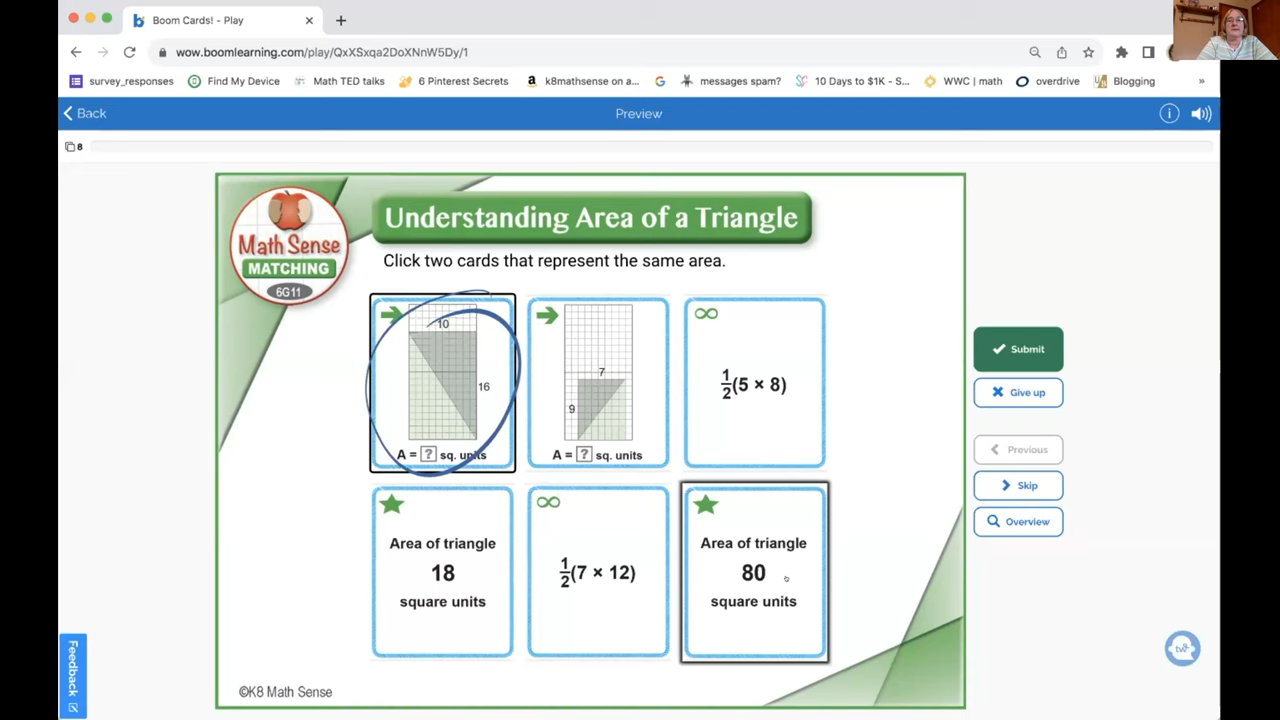 Boom Cards! - Play
wow.boomlearning.com/play/QxXSxqa2DoXNnW5Dy/1
survey_responses
Find My Device
Math TED talks
6 Pinterest Secrets
k8mathsense on a...
messages spam?
10 Days to $1K - S...
WWC | math
overdrive
Blogging
»
Back
Preview
8
Math Sense
MATCHING
6G11
Understanding Area of a Triangle
Click two cards that represent the same area.
10
16
A = ? sq. units
7
9
A = ? sq. units
∞
1/2(5 × 8)
Area of triangle
18
square units
∞
1/2(7 × 12)
Area of triangle
80
square units
Submit
Give up
Previous
Skip
Overview
Feedback
©K8 Math Sense